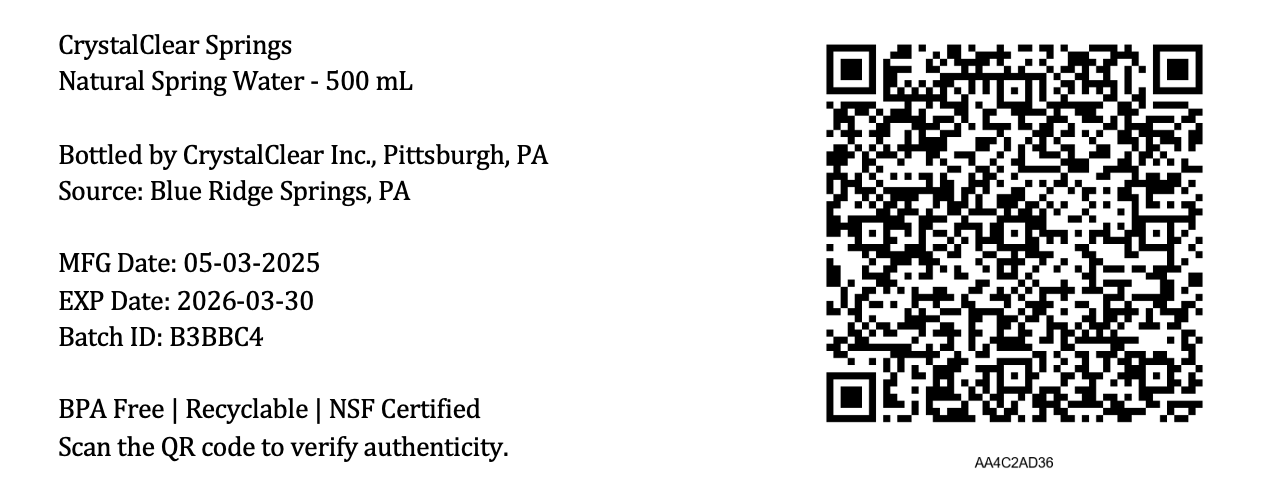 CrystalClear Springs
Natural Spring Water - 500 mL
Bottled by CrystalClear Inc., Pittsburgh, PA
Source: Blue Ridge Springs, PA
MFG Date: 05-03-2025
EXP Date: 2026-03-30
Batch ID: B3BBC4
BPA Free | Recyclable | NSF Certified
Scan the QR code to verify authenticity.
AA4C2AD36